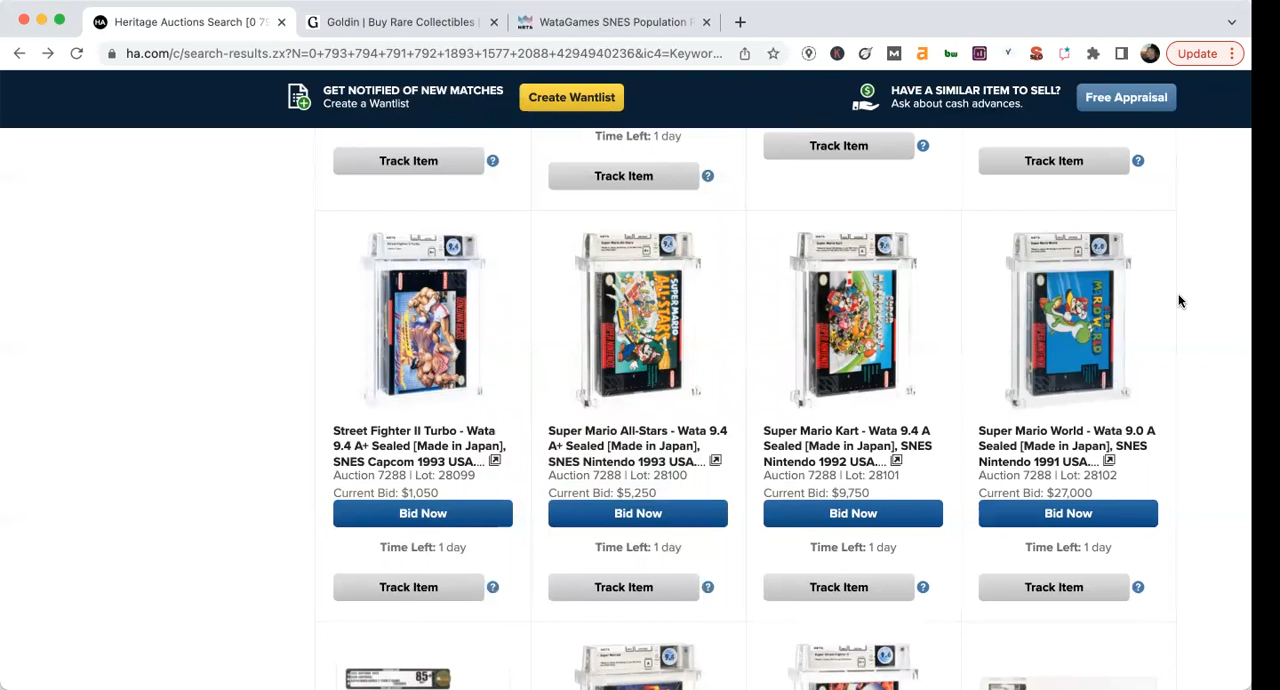 Heritage Auctions Search [0 79
Goldin | Buy Rare Collectibles |
WataGames SNES Population R
ha.com/c/search-results.zx?N=0+793+794+791+792+1893+1577+2088+4294940236&ic4=Keywor...
Update
GET NOTIFIED OF NEW MATCHES
Create a Wantlist
Create Wantlist
HAVE A SIMILAR ITEM TO SELL?
Ask about cash advances.
Free Appraisal
Time Left: 1 day
Track Item
Track Item
Track Item
Track Item
Street Fighter II Turbo - Wata
9.4 A+ Sealed [Made in Japan],
SNES Capcom 1993 USA....
Auction 7288 | Lot: 28099
Current Bid: $1,050
Bid Now
Time Left: 1 day
Track Item
Super Mario All-Stars - Wata 9.4
A+ Sealed [Made in Japan],
SNES Nintendo 1993 USA....
Auction 7288 | Lot: 28100
Current Bid: $5,250
Bid Now
Time Left: 1 day
Track Item
Super Mario Kart - Wata 9.4 A
Sealed [Made in Japan], SNES
Nintendo 1992 USA....
Auction 7288 | Lot: 28101
Current Bid: $9,750
Bid Now
Time Left: 1 day
Track Item
Super Mario World - Wata 9.0 A
Sealed [Made in Japan], SNES
Nintendo 1991 USA....
Auction 7288 | Lot: 28102
Current Bid: $27,000
Bid Now
Time Left: 1 day
Track Item
85+